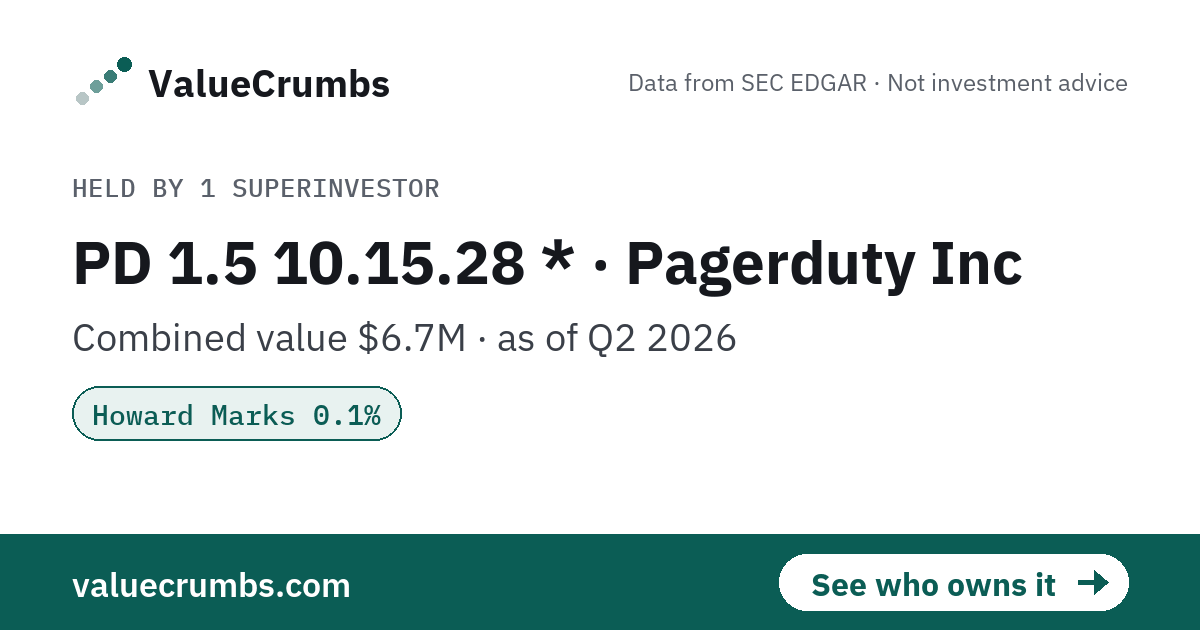 ValueCrumbs
Data from SEC EDGAR · Not investment advice
HELD BY 1 SUPERINVESTOR
PD 1.5 10.15.28 * · Pagerduty Inc
Combined value $6.7M · as of Q2 2026
Howard Marks 0.1%
valuecrumbs.com
See who owns it